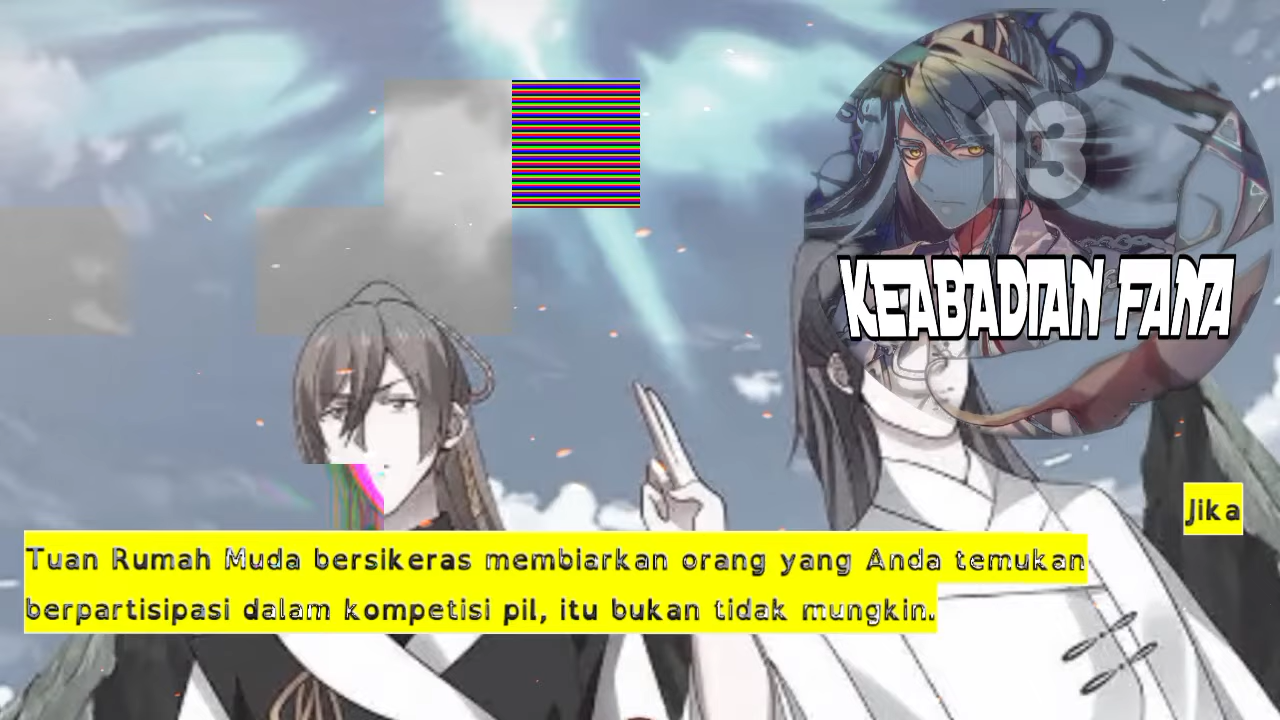 13
KEABADIAN FANA
Jika
Tuan Rumah Muda bersikeras membiarkan orang yang Anda temukan
berpartisipasi dalam kompetisi pil, itu bukan tidak mungkin.